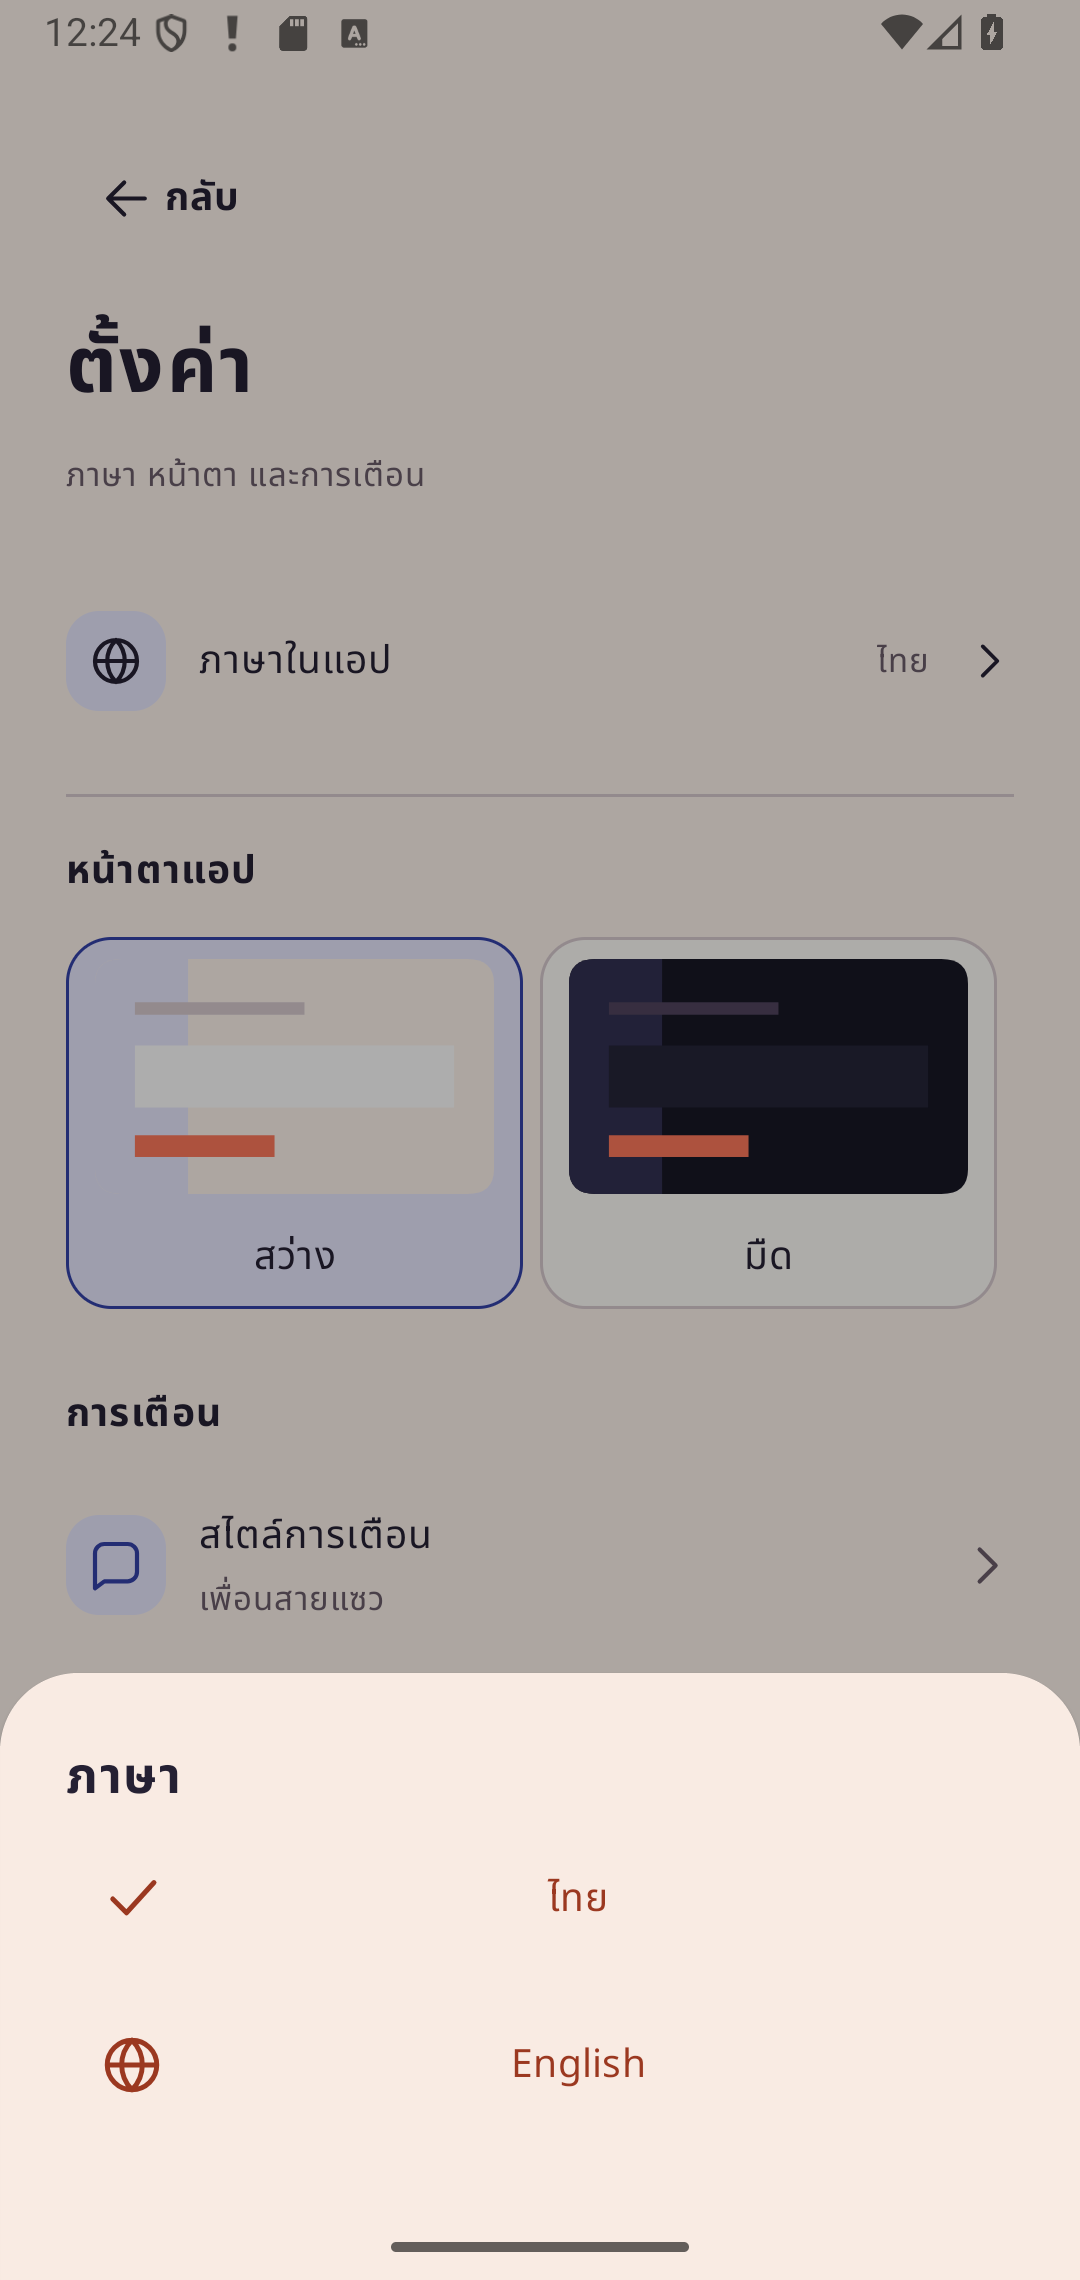 12:24
กลับ
ตั้งค่า
ภาษา หน้าตา และการเตือน
ภาษาในแอป
ไทย
หน้าตาแอป
สว่าง
มืด
การเตือน
สไตล์การเตือน
เพื่อนสายแซว
ภาษา
ไทย
English